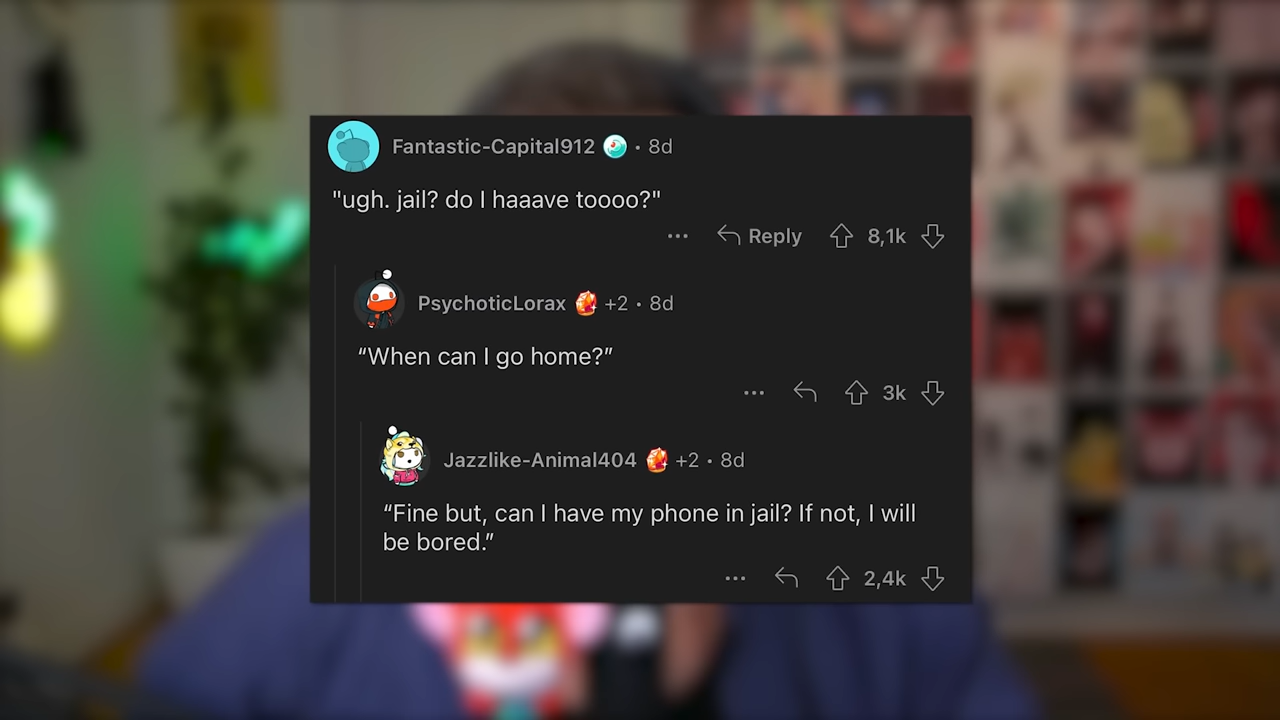 Fantastic-Capital912 • 8d
"ugh. jail? do I haaave toooo?"
... Reply 8,1k
PsychoticLorax +2 • 8d
“When can I go home?”
... 3k
Jazzlike-Animal404 +2 • 8d
“Fine but, can I have my phone in jail? If not, I will
be bored.”
... 2,4k